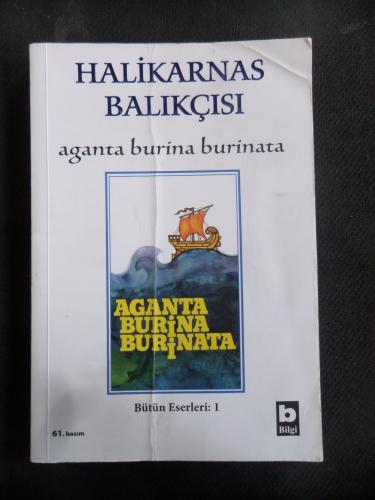 HALİKARNAS
BALIKÇISI
aganta burina burinata
AGANTA
BURİNA
BURİNATA
Bütün Eserleri: 1
b
Bilgi
61. basım